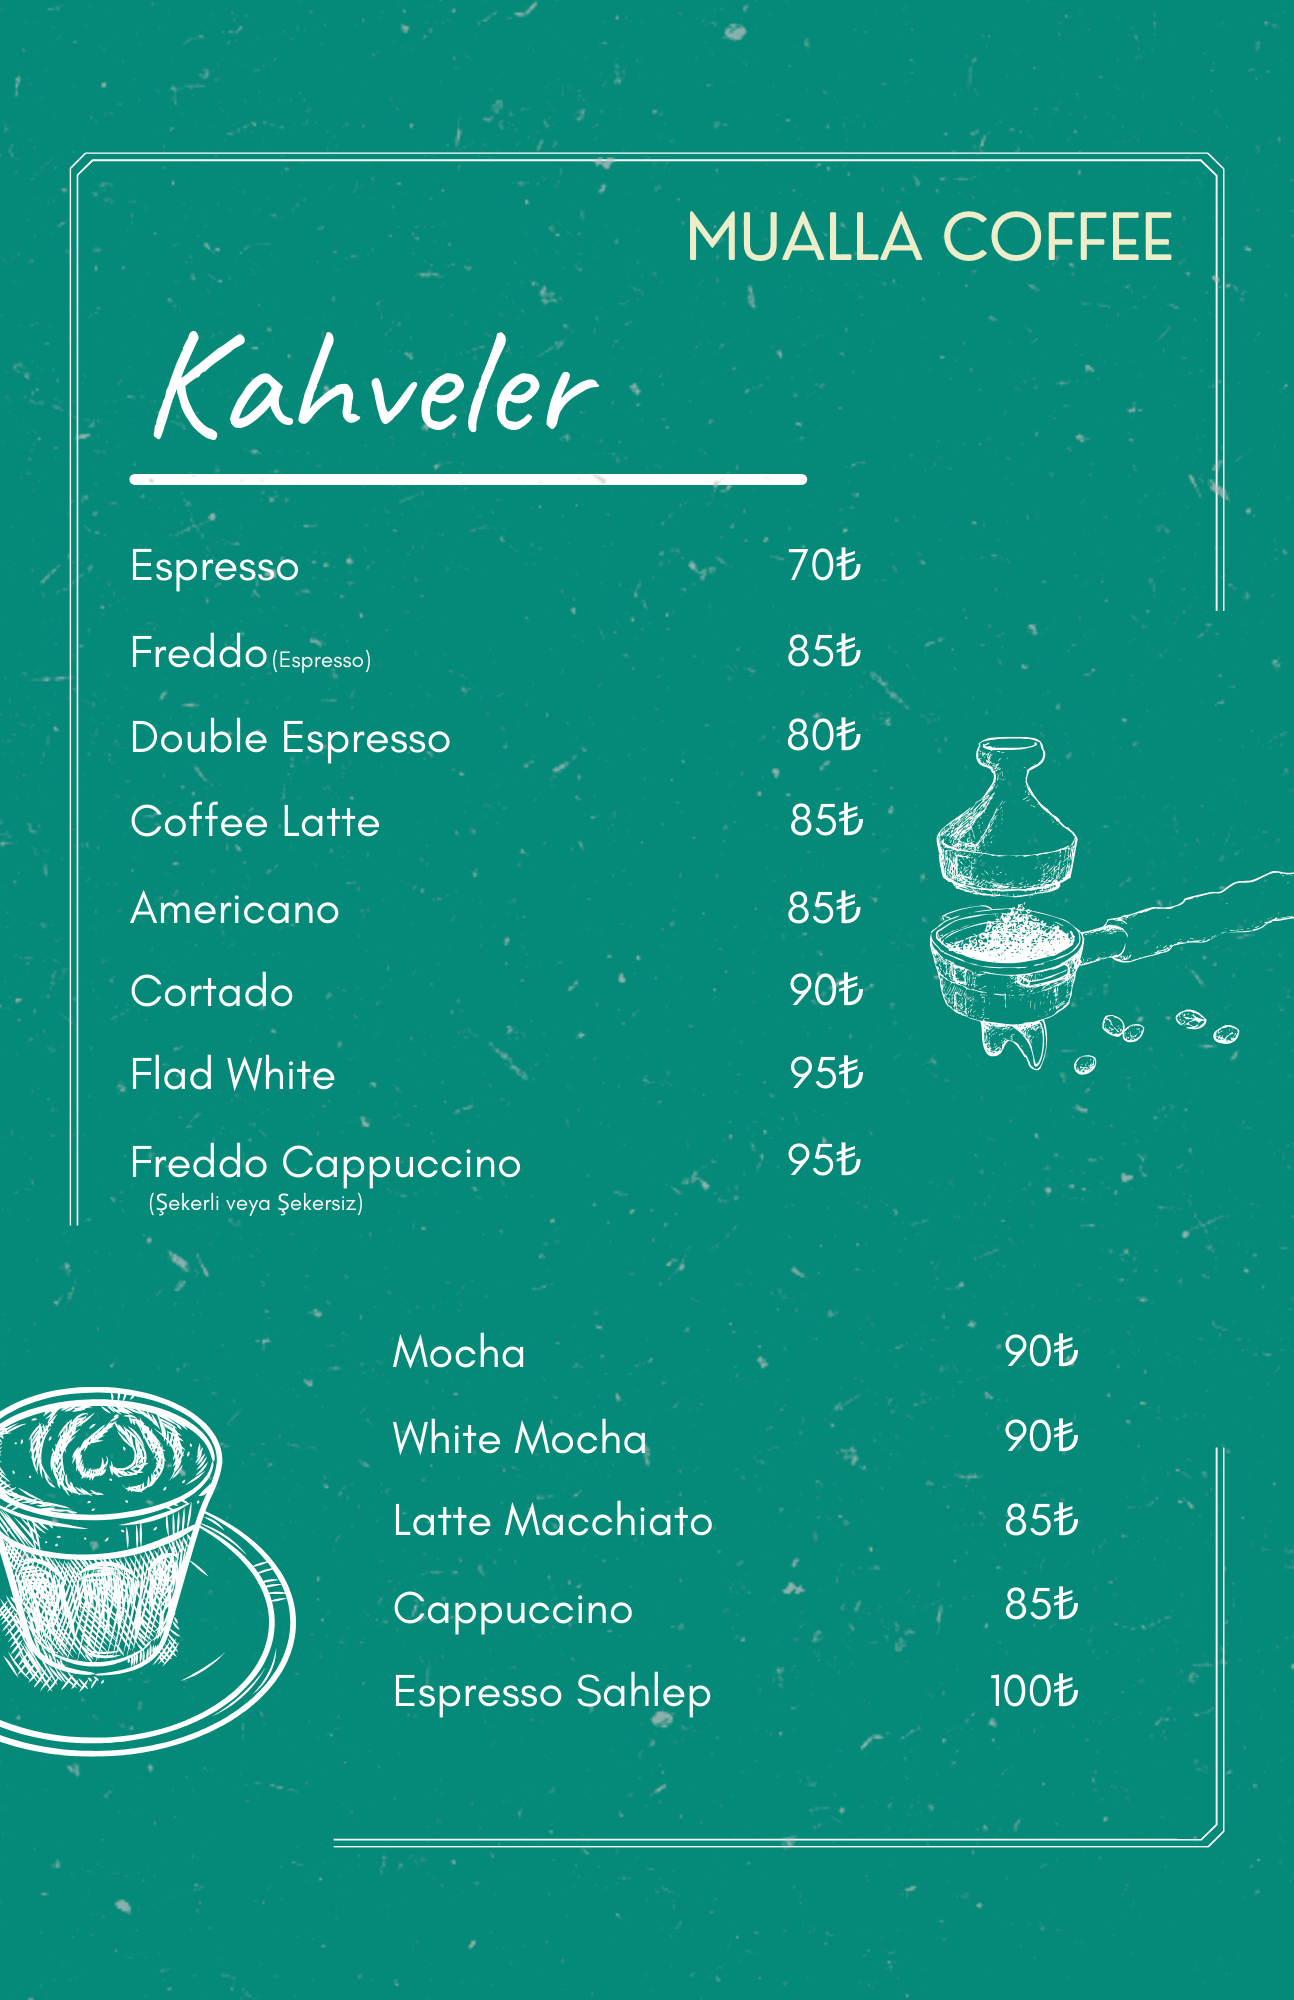 MUALLA COFFEE
Kahveler
Espresso 70₺
Freddo (Espresso) 85₺
Double Espresso 80₺
Coffee Latte 85₺
Americano 85₺
Cortado 90₺
Flad White 95₺
Freddo Cappuccino 95₺
(Şekerli veya Şekersiz)
Mocha 90₺
White Mocha 90₺
Latte Macchiato 85₺
Cappuccino 85₺
Espresso Sahlep 100₺